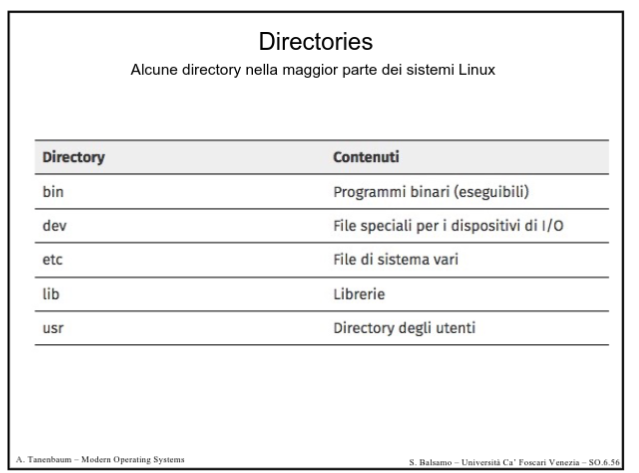 Directories
Alcune directory nella maggior parte dei sistemi Linux
Directory Contenuti
bin Programmi binari (eseguibili)
dev File speciali per i dispositivi di I/O
etc File di sistema vari
lib Librerie
usr Directory degli utenti
A. Tanenbaum – Modern Operating Systems S. Balsamo – Università Ca' Foscari Venezia – SO.6.56